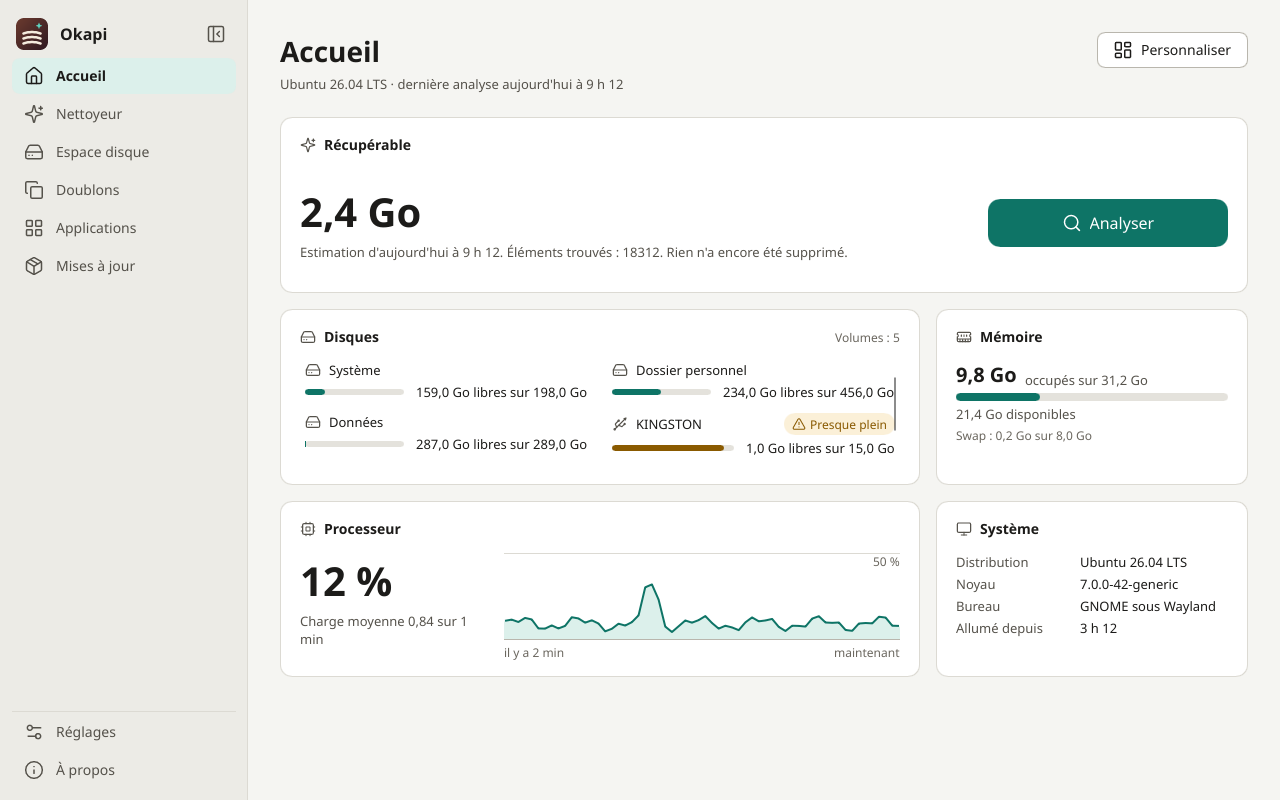 Okapi
Accueil
Nettoyeur
Espace disque
Doublons
Applications
Mises à jour
Réglages
À propos
Accueil
Ubuntu 26.04 LTS · dernière analyse aujourd'hui à 9 h 12
Personnaliser
Récupérable
2,4 Go
Estimation d'aujourd'hui à 9 h 12. Éléments trouvés : 18312. Rien n'a encore été supprimé.
Analyser
Disques
Volumes : 5
Système
159,0 Go libres sur 198,0 Go
Dossier personnel
234,0 Go libres sur 456,0 Go
Données
287,0 Go libres sur 289,0 Go
KINGSTON
Presque plein
1,0 Go libres sur 15,0 Go
Mémoire
9,8 Go occupés sur 31,2 Go
21,4 Go disponibles
Swap : 0,2 Go sur 8,0 Go
Processeur
12 %
Charge moyenne 0,84 sur 1
min
50 %
il y a 2 min
maintenant
Système
Distribution Ubuntu 26.04 LTS
Noyau 7.0.0-42-generic
Bureau GNOME sous Wayland
Allumé depuis 3 h 12